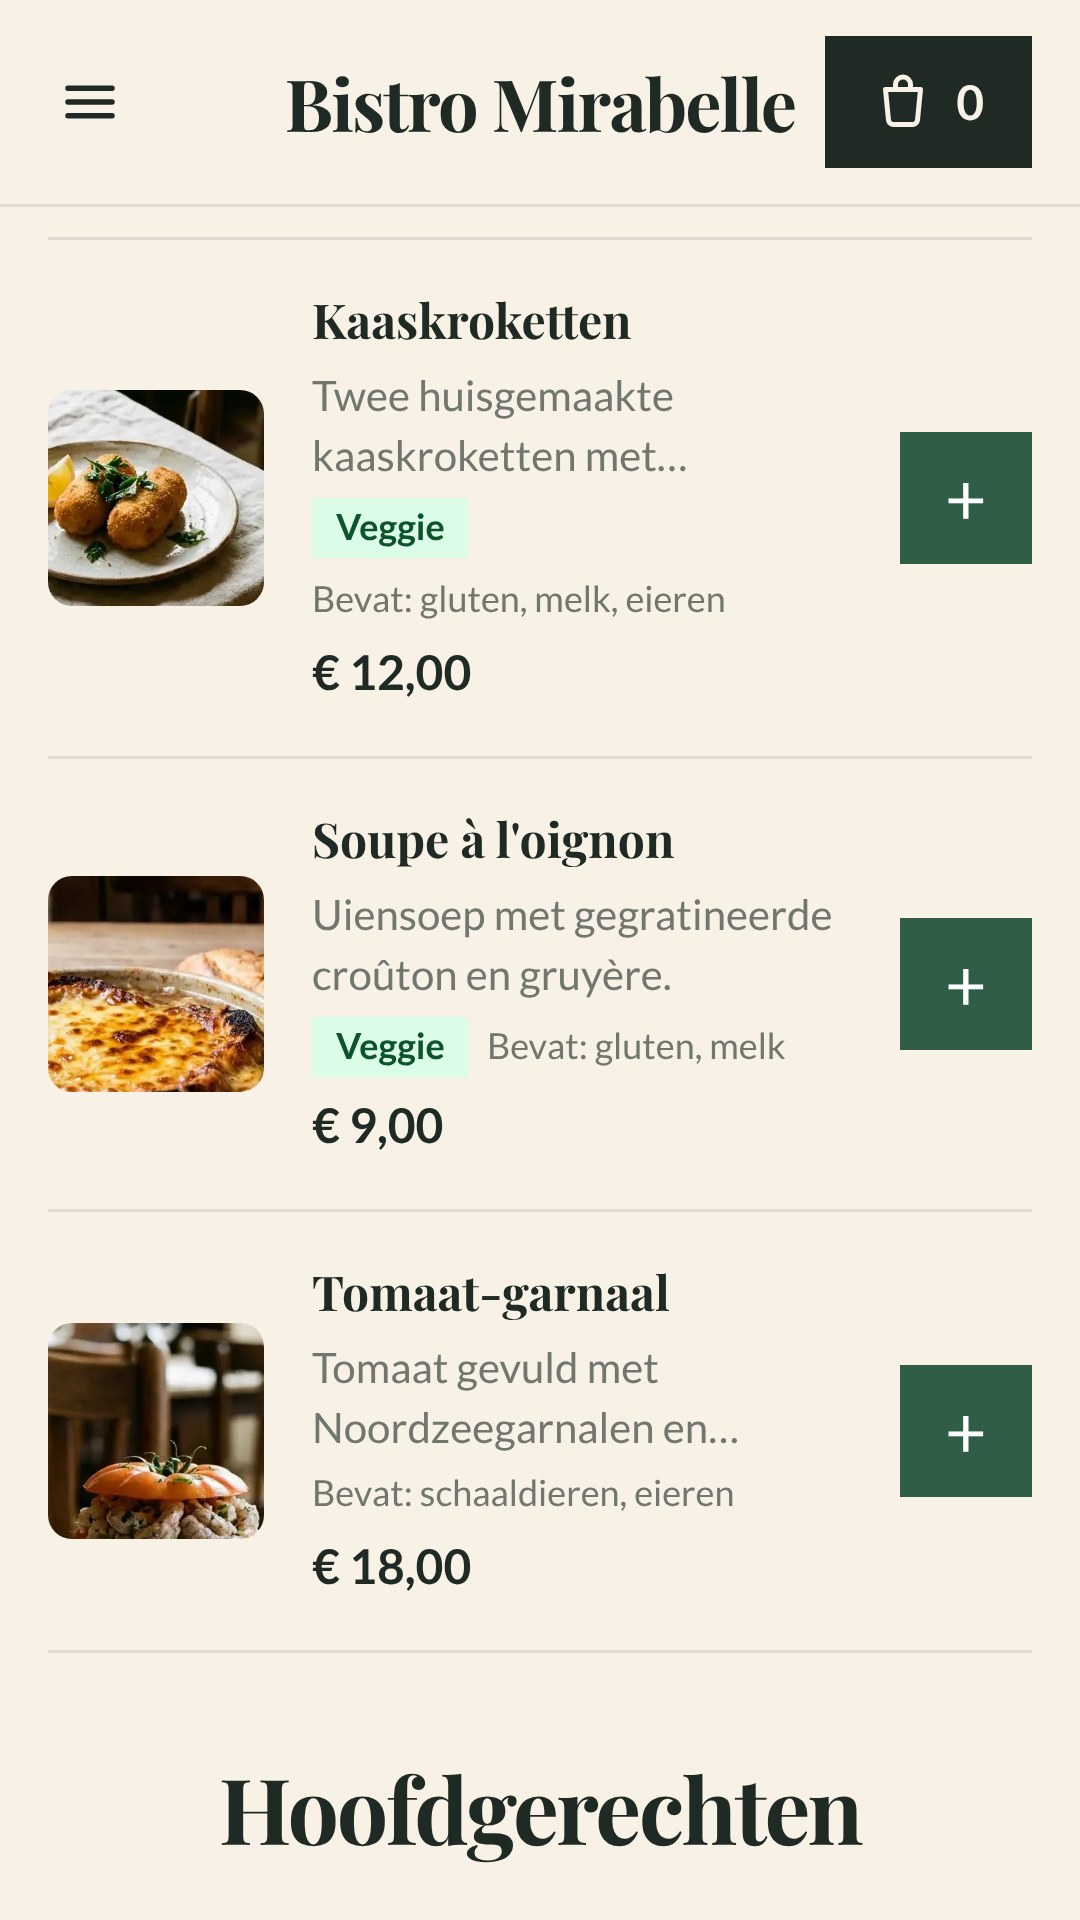 Bistro Mirabelle
0
Kaaskroketten
Twee huisgemaakte
kaaskroketten met...
Veggie
Bevat: gluten, melk, eieren
€ 12,00
+
Soupe à l'oignon
Uiensoep met gegratineerde
croûton en gruyère.
Veggie Bevat: gluten, melk
€ 9,00
+
Tomaat-garnaal
Tomaat gevuld met
Noordzeegarnalen en...
Bevat: schaaldieren, eieren
€ 18,00
+
Hoofdgerechten